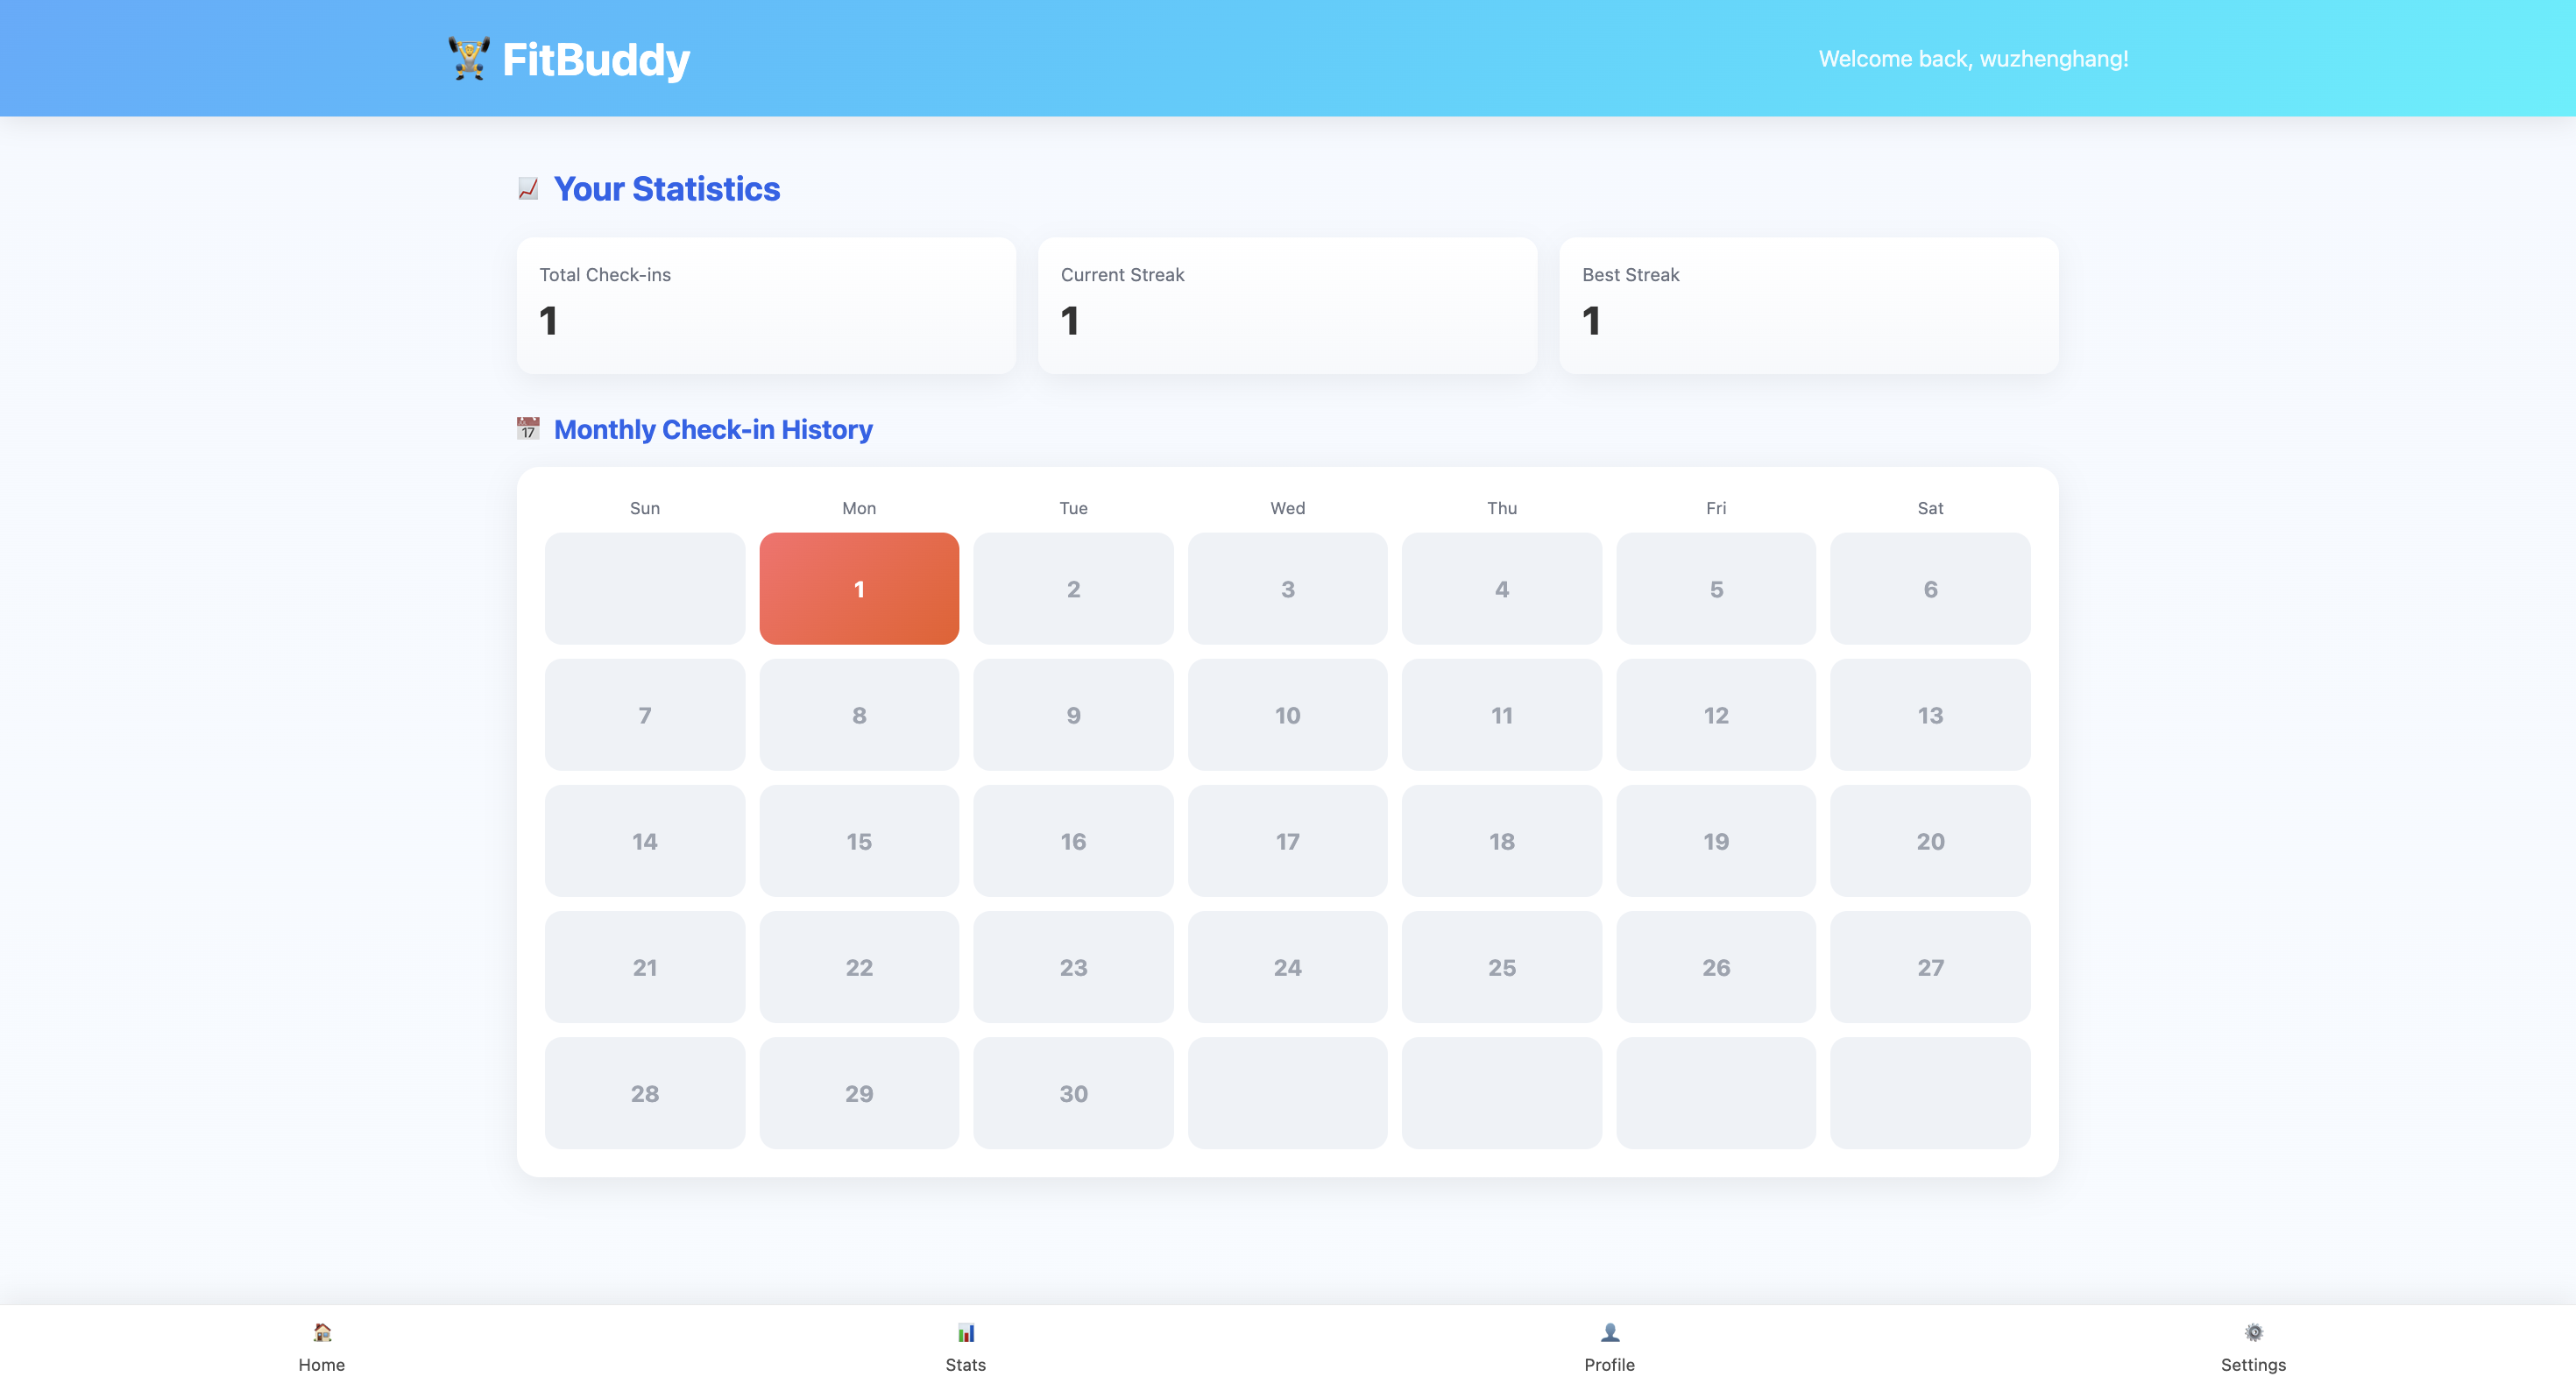 FitBuddy
Welcome back, wuzhenghang!
Your Statistics
Total Check-ins
1
Current Streak
1
Best Streak
1
17
Monthly Check-in History
Sun Mon Tue Wed Thu Fri Sat
1 2 3 4 5 6
7 8 9 10 11 12 13
14 15 16 17 18 19 20
21 22 23 24 25 26 27
28 29 30
Home
Stats
Profile
Settings